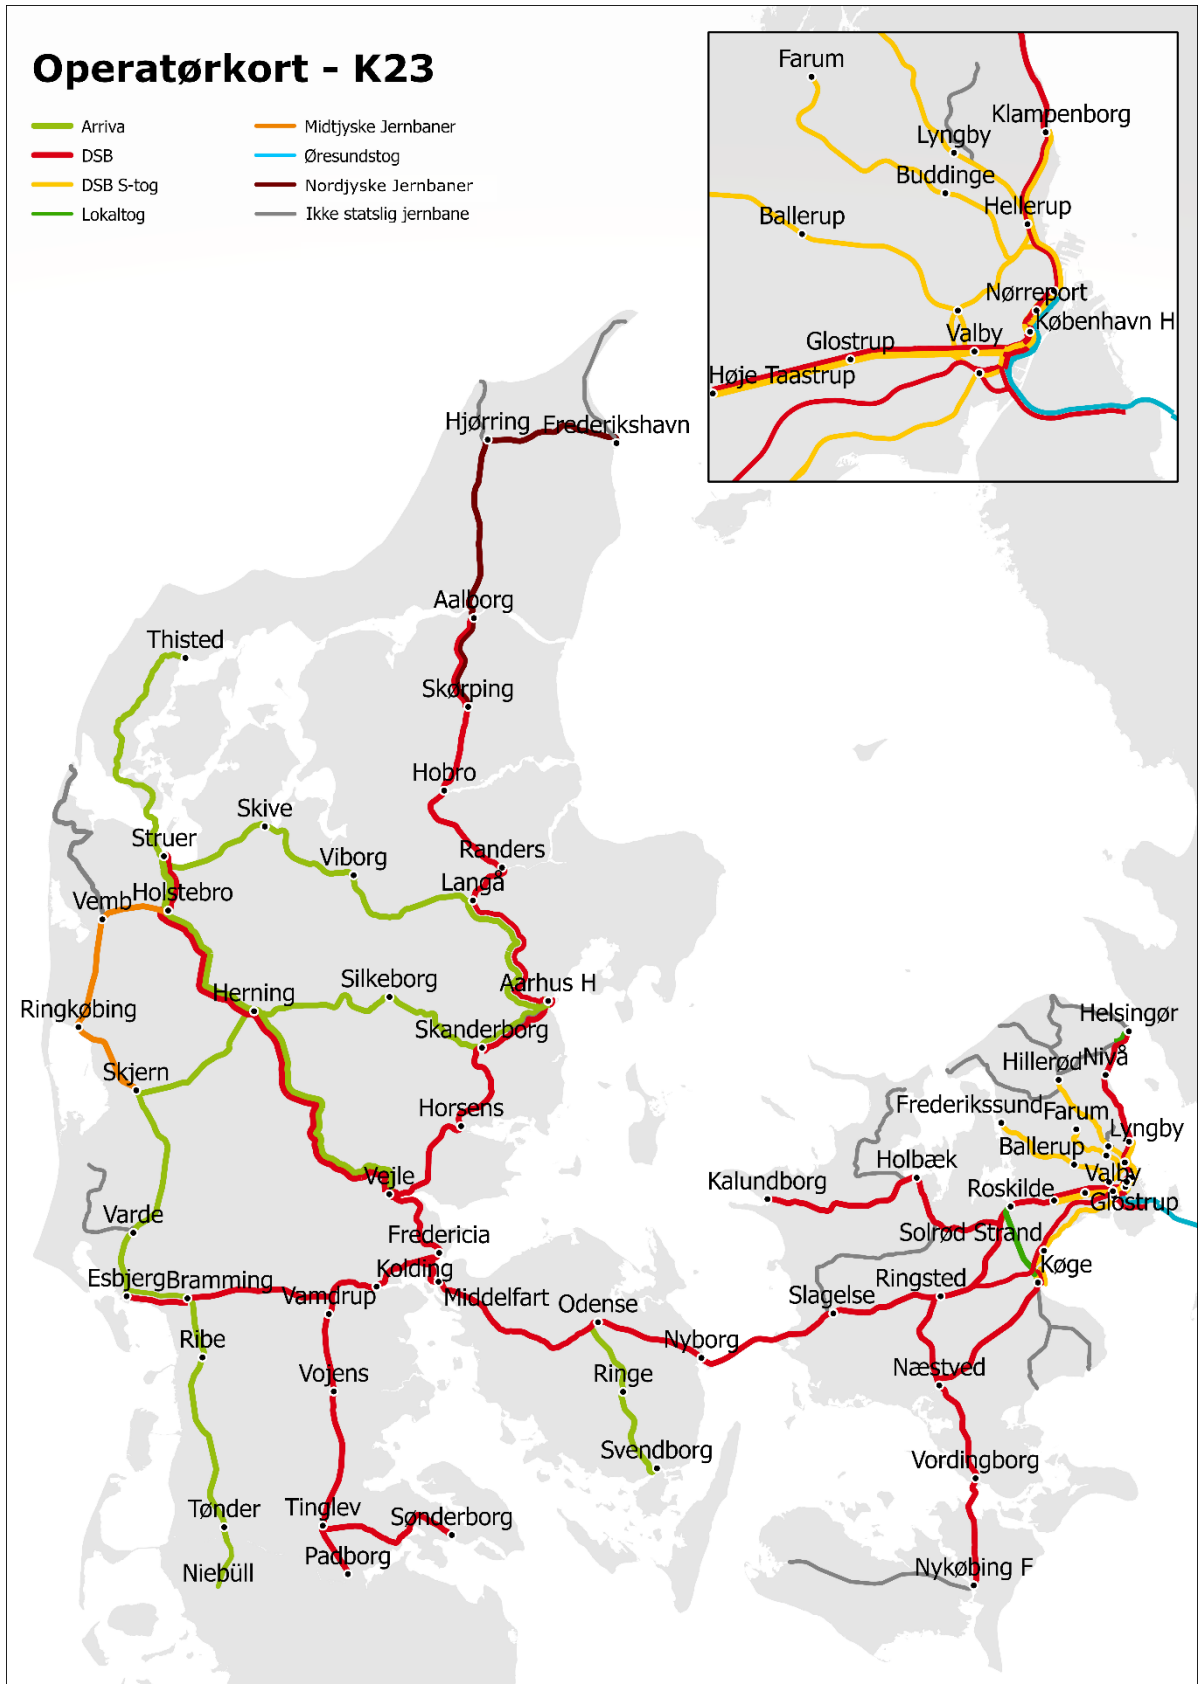 Operatørkort - K23
Arriva
DSB
DSB S-tog
Lokaltog
Midtjyske Jernbaner
Øresundstog
Nordjyske Jernbaner
Ikke statslig jernbane
Farum
Klampenborg
Lyngby
Buddinge
Ballerup
Hellerup
Nørreport
København H
Valby
Glostrup
Høje Taastrup
Hjørring
Frederikshavn
Aalborg
Thisted
Skørping
Hobro
Skive
Struer
Viborg
Randers
Langå
Holstebro
Vemb
Silkeborg
Aarhus H
Herning
Ringkøbing
Skanderborg
Skjern
Horsens
Vejle
Varde
Fredericia
Esbjerg
Bramming
Kolding
Vamdrup
Middelfart
Odense
Ribe
Nyborg
Vojens
Ringe
Svendborg
Tønder
Tinglev
Sønderborg
Padborg
Niebüll
Helsingør
Hillerød
Nivå
Frederikssund
Farum
Lyngby
Ballerup
Holbæk
Valby
Kalundborg
Roskilde
Glostrup
Solrød Strand
Køge
Slagelse
Ringsted
Næstved
Vordingborg
Nykøbing F